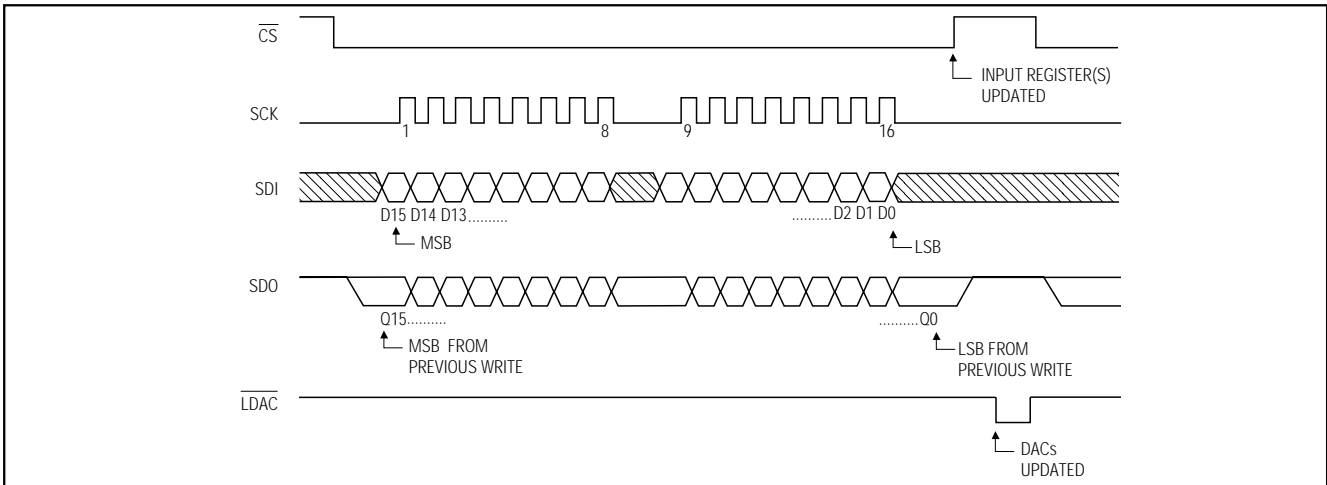 CS
INPUT REGISTER(S)
UPDATED
SCK
1 8 9 16
SDI
D15 D14 D13..........
..........D2 D1 D0
MSB
LSB
SDO
Q15..........
..........Q0
MSB FROM
PREVIOUS WRITE
LSB FROM
PREVIOUS WRITE
LDAC
DACs
UPDATED